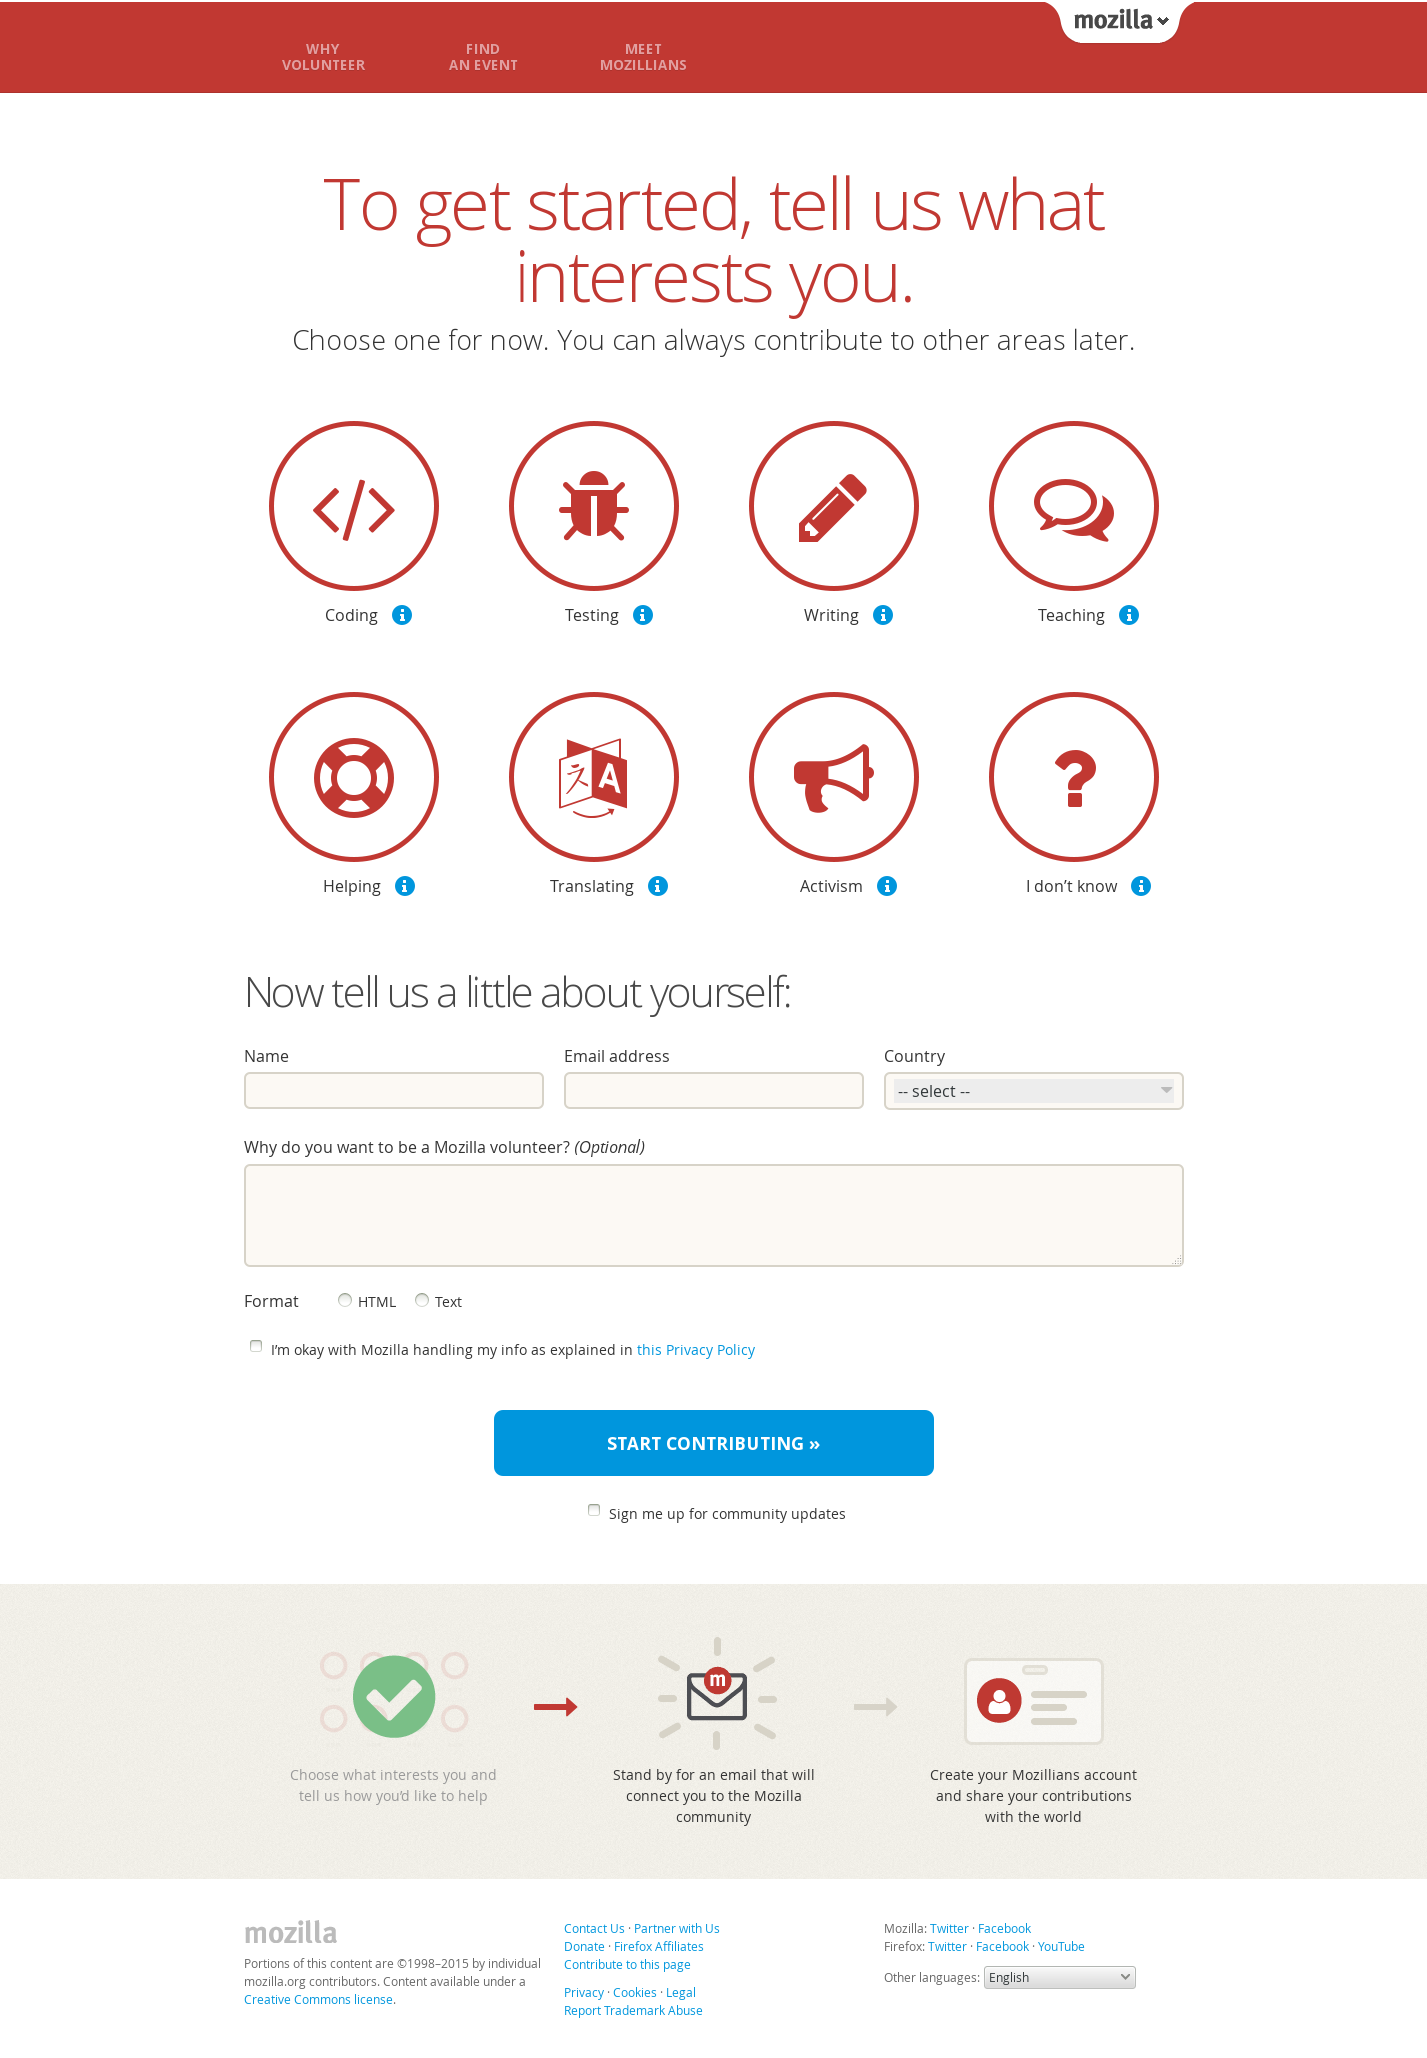 mozilla
WHY
VOLUNTEER
FIND
AN EVENT
MEET
MOZILLIANS
To get started, tell us what
interests you.
Choose one for now. You can always contribute to other areas later.
Coding
Testing
Writing
Teaching
A
Helping
Translating
Activism
I don’t know
Now tell us a little about yourself:
Name
Email address
Country
-- select --
Why do you want to be a Mozilla volunteer? (Optional)
Format
HTML
Text
I’m okay with Mozilla handling my info as explained in this Privacy Policy
START CONTRIBUTING »
Sign me up for community updates
m
Choose what interests you and
tell us how you’d like to help
Stand by for an email that will
connect you to the Mozilla
community
Create your Mozillians account
and share your contributions
with the world
mozilla
Portions of this content are ©1998–2015 by individual
mozilla.org contributors. Content available under a
Creative Commons license.
Contact Us · Partner with Us
Donate · Firefox Affiliates
Contribute to this page
Privacy · Cookies · Legal
Report Trademark Abuse
Mozilla: Twitter · Facebook
Firefox: Twitter · Facebook · YouTube
Other languages: English